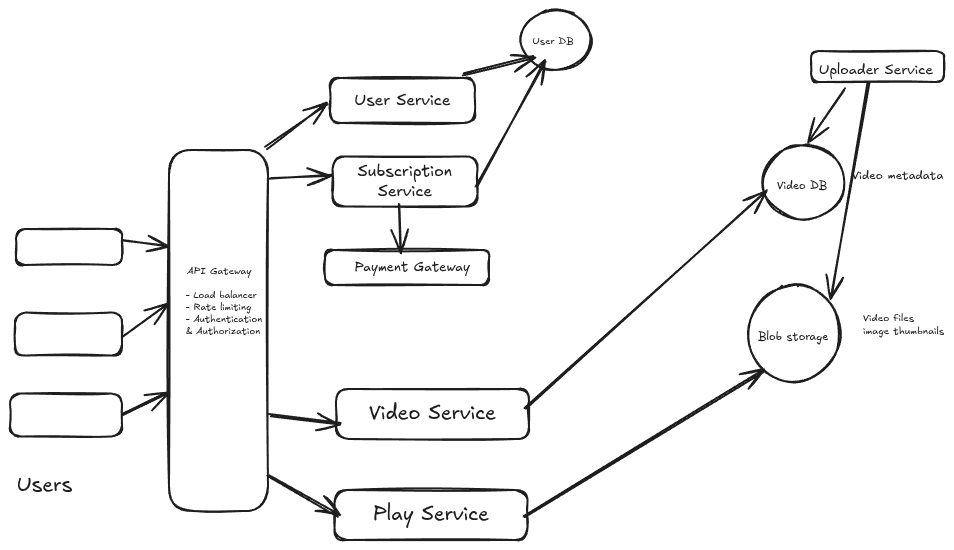 User DB
Uploader Service
User Service
Subscription
Service
Video DB
Video metadata
Payment Gateway
API Gateway
- Load balancer
- Rate limiting
- Authentication
& Authorization
Video files
image thumbnails
Blob storage
Video Service
Users
Play Service